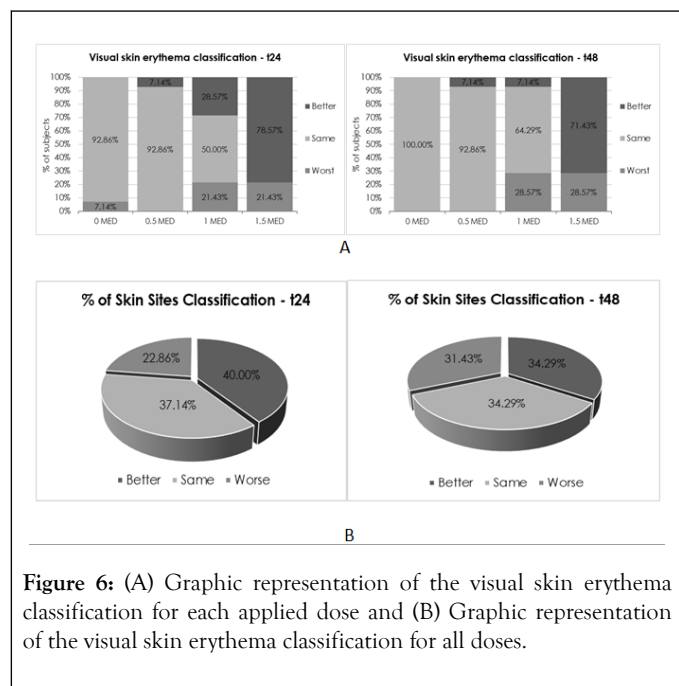 Visual skin erythema classification - t24
% of subjects
100%
90%
80%
70%
60%
50%
40%
30%
20%
10%
0%
92.86%
7.14%
7.14%
92.86%
28.57%
50.00%
21.43%
78.57%
21.43%
0 MED 0.5 MED 1 MED 1.5 MED
Better
Same
Worst
Visual skin erythema classification - t48
% of subjects
100%
90%
80%
70%
60%
50%
40%
30%
20%
10%
0%
100.00%
7.14%
92.86%
7.14%
64.29%
28.57%
71.43%
28.57%
0 MED 0.5 MED 1 MED 1.5 MED
Better
Same
Worst
A
% of Skin Sites Classification - t24
22.86%
40.00%
37.14%
Better Same Worse
% of Skin Sites Classification - t48
31.43%
34.29%
34.29%
Better Same Worse
B
Figure 6: (A) Graphic representation of the visual skin erythema
classification for each applied dose and (B) Graphic representation
of the visual skin erythema classification for all doses.